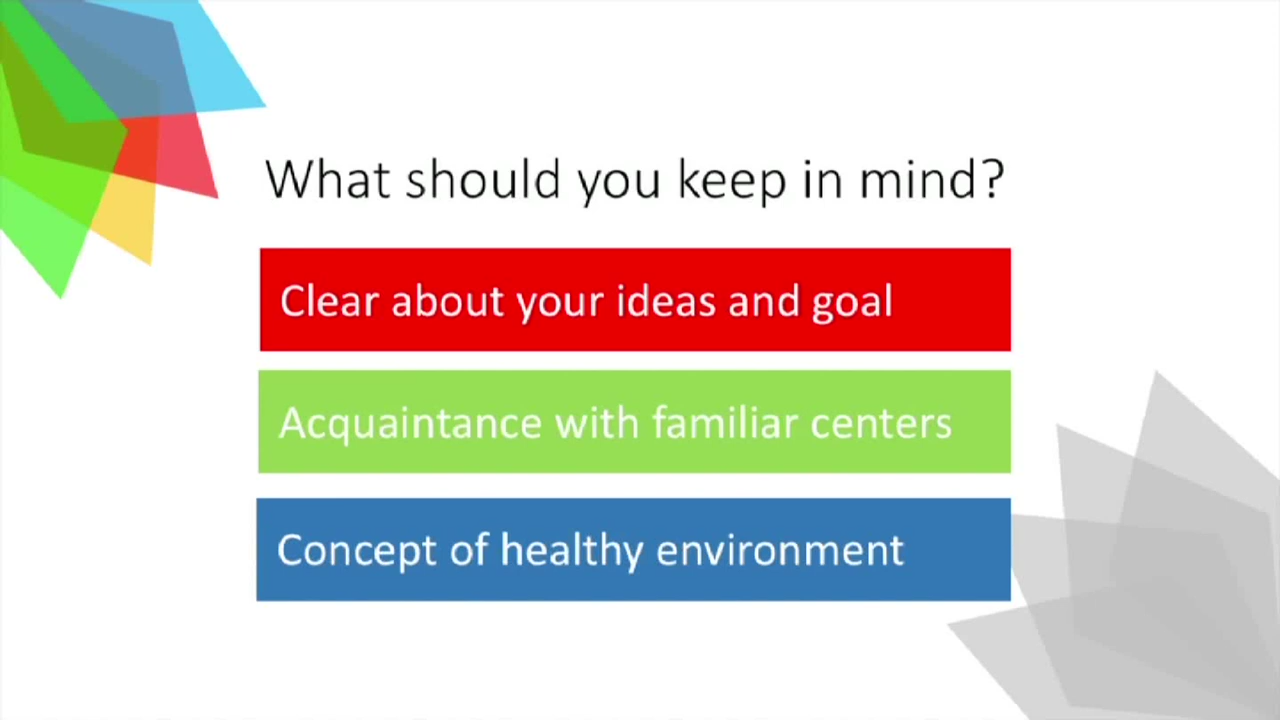 What should you keep in mind?
Clear about your ideas and goal
Acquaintance with familiar centers
Concept of healthy environment